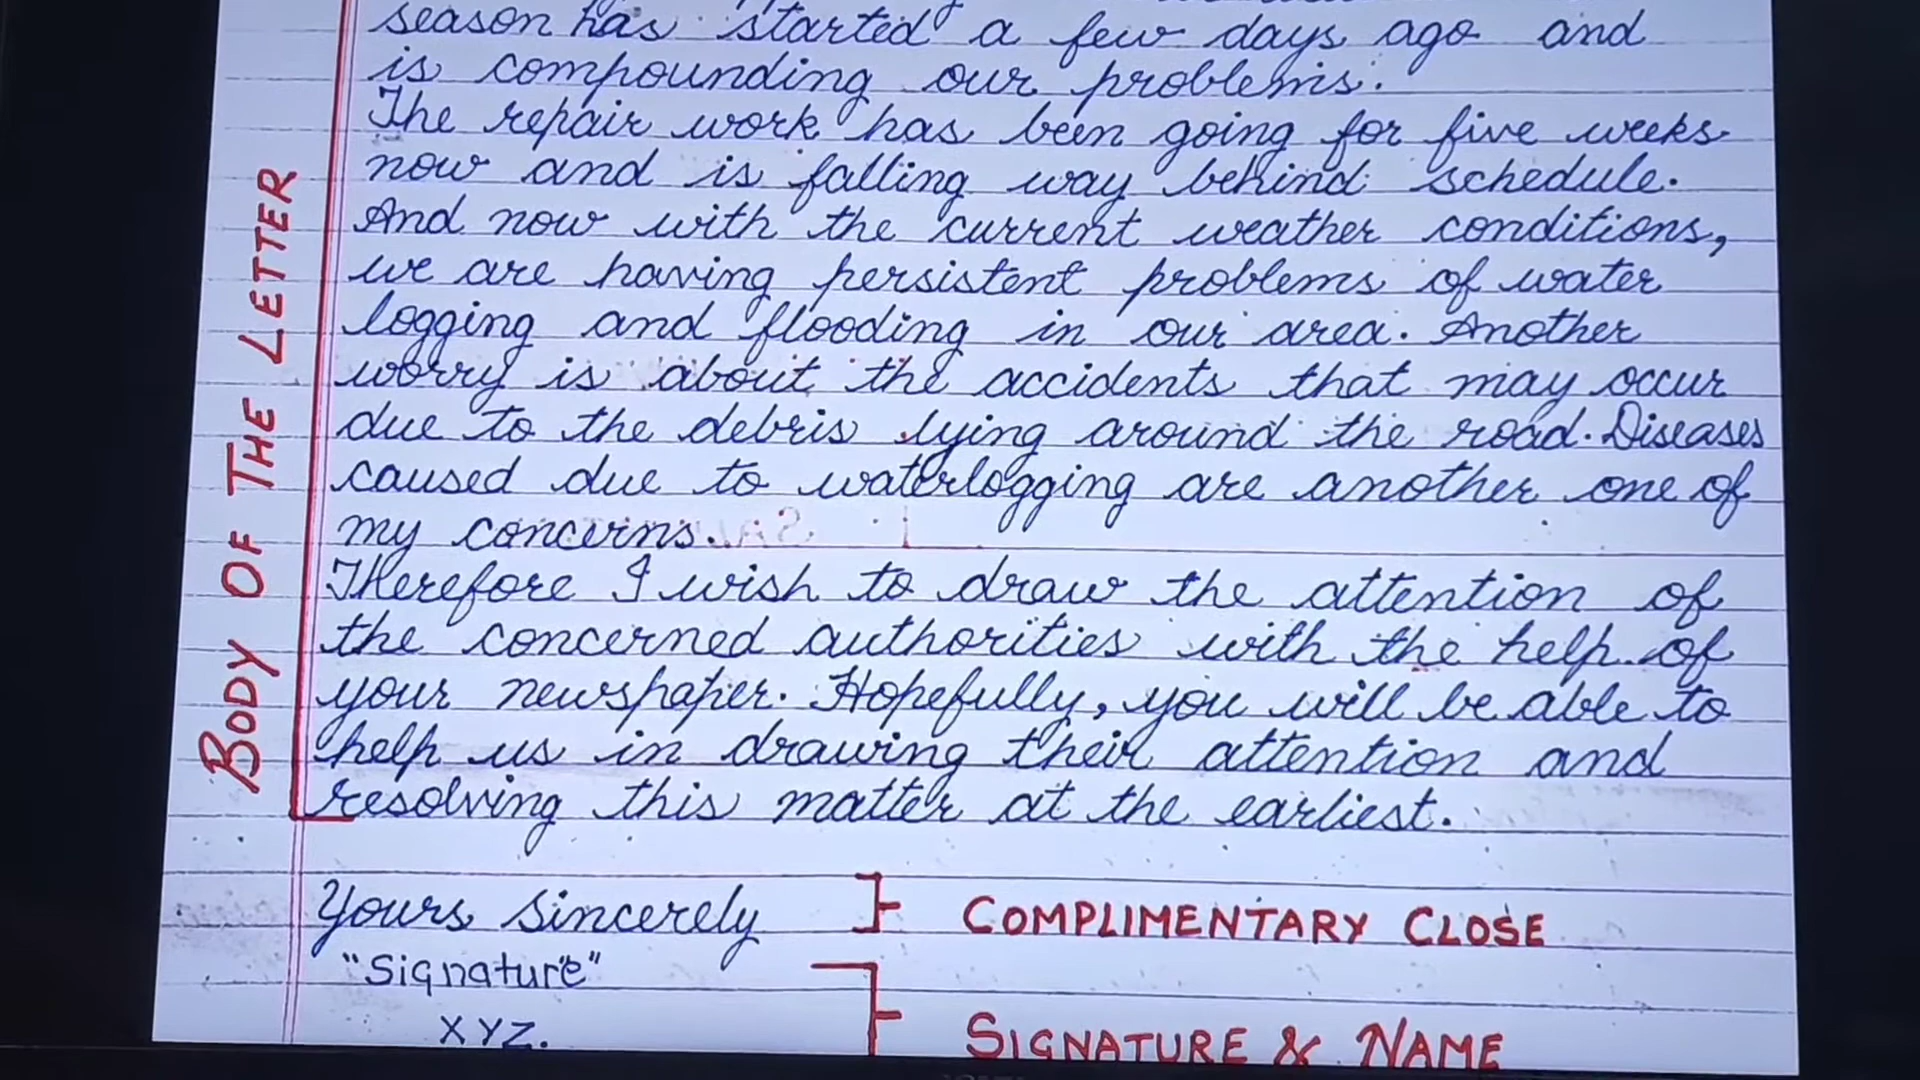 season has started a few days ago and
is compounding our problems.
The repair work has been going for five weeks
now and is falling way behind schedule.
And now with the current weather conditions,
we are having persistent problems of water
logging and flooding in our area. Another
worry is about the accidents that may occur
due to the debris lying around the road. Diseases
caused due to waterlogging are another one of
my concerns.
Therefore I wish to draw the attention of
the concerned authorities with the help of
your newspaper. Hopefully, you will be able to
help us in drawing their attention and
resolving this matter at the earliest.
BODY OF THE LETTER
Yours Sincerely
COMPLIMENTARY CLOSE
"Signature"
XYZ.
SIGNATURE & NAME